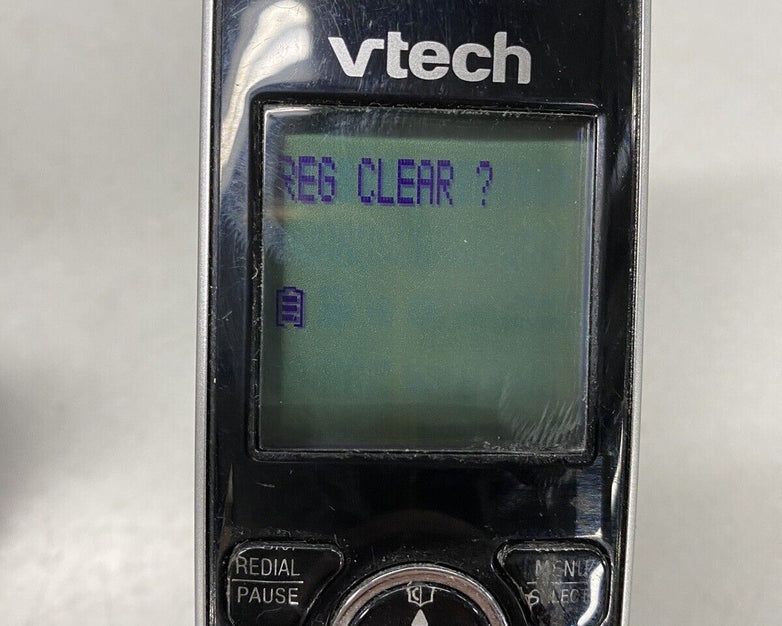 vtech
REG CLEAR ?
REDIAL
PAUSE
MENU
SELECT